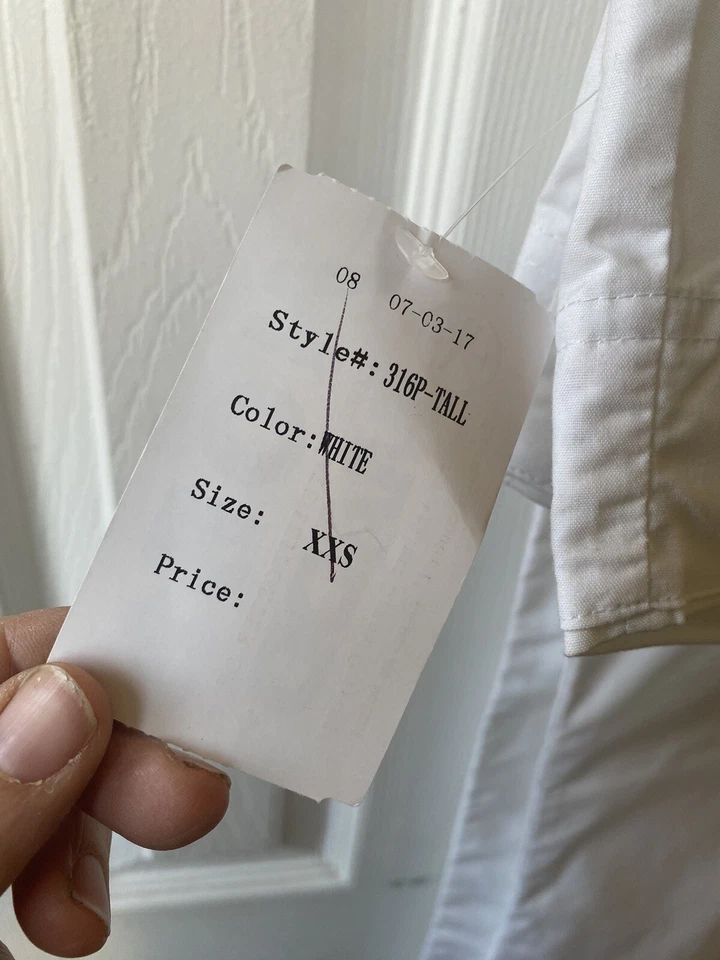 08 07-03-17
Style#: 316P-TALL
Color: WHITE
Size: XXS
Price: